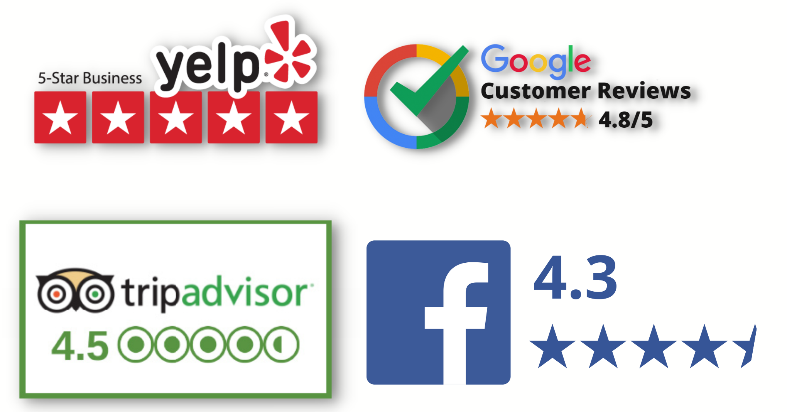 yelp
5-Star Business
Google
Customer Reviews
4.8/5
tripadvisor
4.5
f
4.3